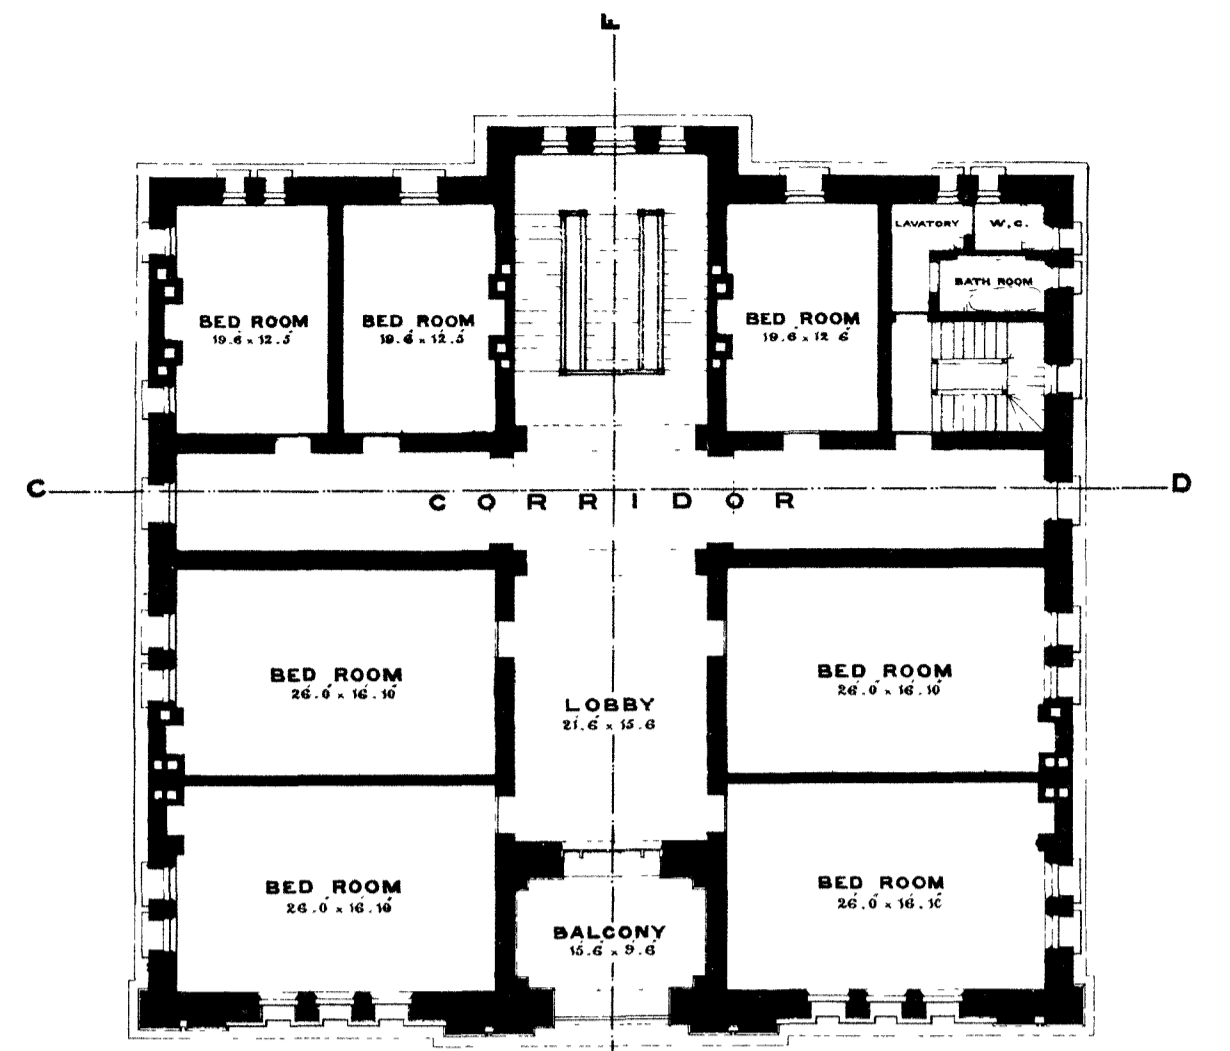 F
LAVATORY
W.C.
BATH ROOM
BED ROOM
19.6 x 12.5
BED ROOM
19.6 x 12.5
BED ROOM
19.6 x 12 6
C
CORRIDOR
D
BED ROOM
26.0 x 16.10
LOBBY
21.6 x 15.6
BED ROOM
26.0 x 16.10
BED ROOM
26.0 x 16.10
BALCONY
15.6 x 9.6
BED ROOM
26.0 x 16.10